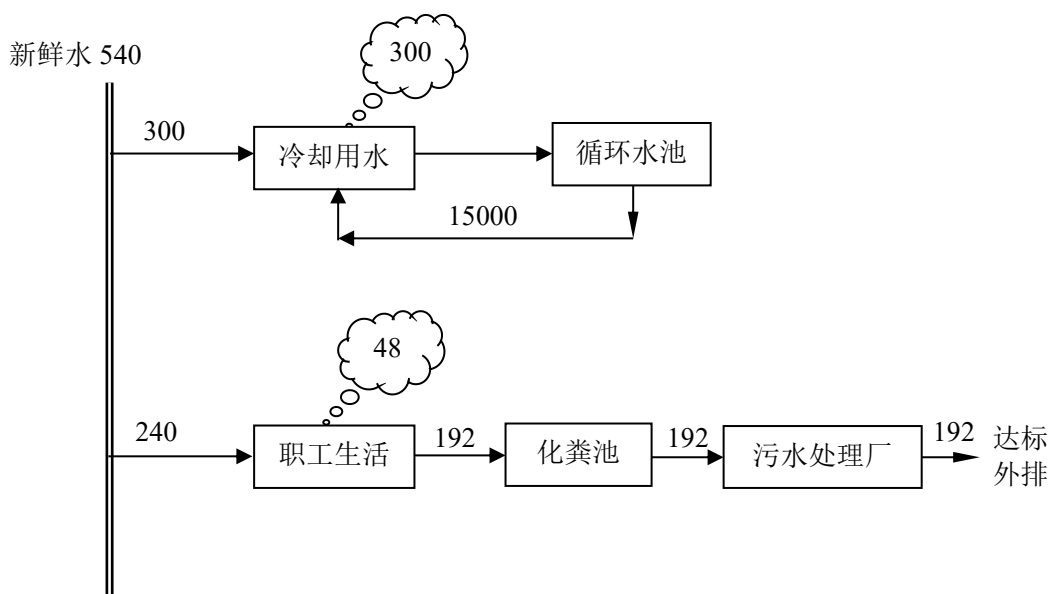 新鲜水 540
300
300
冷却用水
循环水池
15000
48
240
职工生活
192
化粪池
192
污水处理厂
192
达标
外排